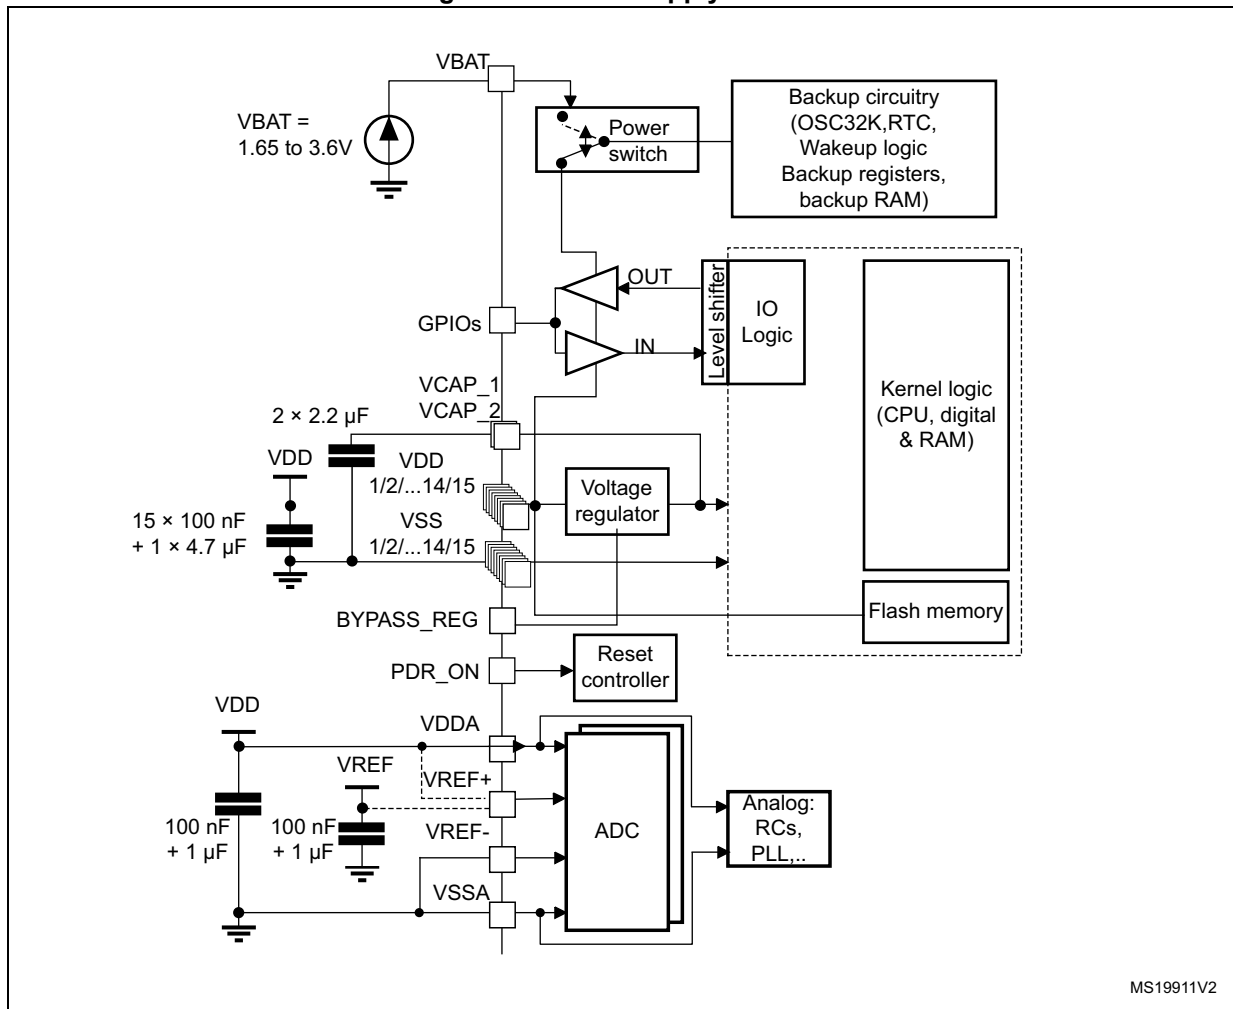 VBAT
VBAT =
1.65 to 3.6V
Power
switch
Backup circuitry
(OSC32K,RTC,
Wakeup logic
Backup registers,
backup RAM)
OUT
Level shifter
IO
Logic
GPIOs
IN
Kernel logic
(CPU, digital
& RAM)
VCAP_1
VCAP_2
2 × 2.2 µF
VDD
VDD
1/2/...14/15
Voltage
regulator
15 × 100 nF
+ 1 × 4.7 µF
VSS
1/2/...14/15
Flash memory
BYPASS_REG
PDR_ON
Reset
controller
VDD
VDDA
VREF
VREF+
100 nF
+ 1 µF
100 nF
+ 1 µF
VREF-
ADC
Analog:
RCs,
PLL,..
VSSA
MS19911V2